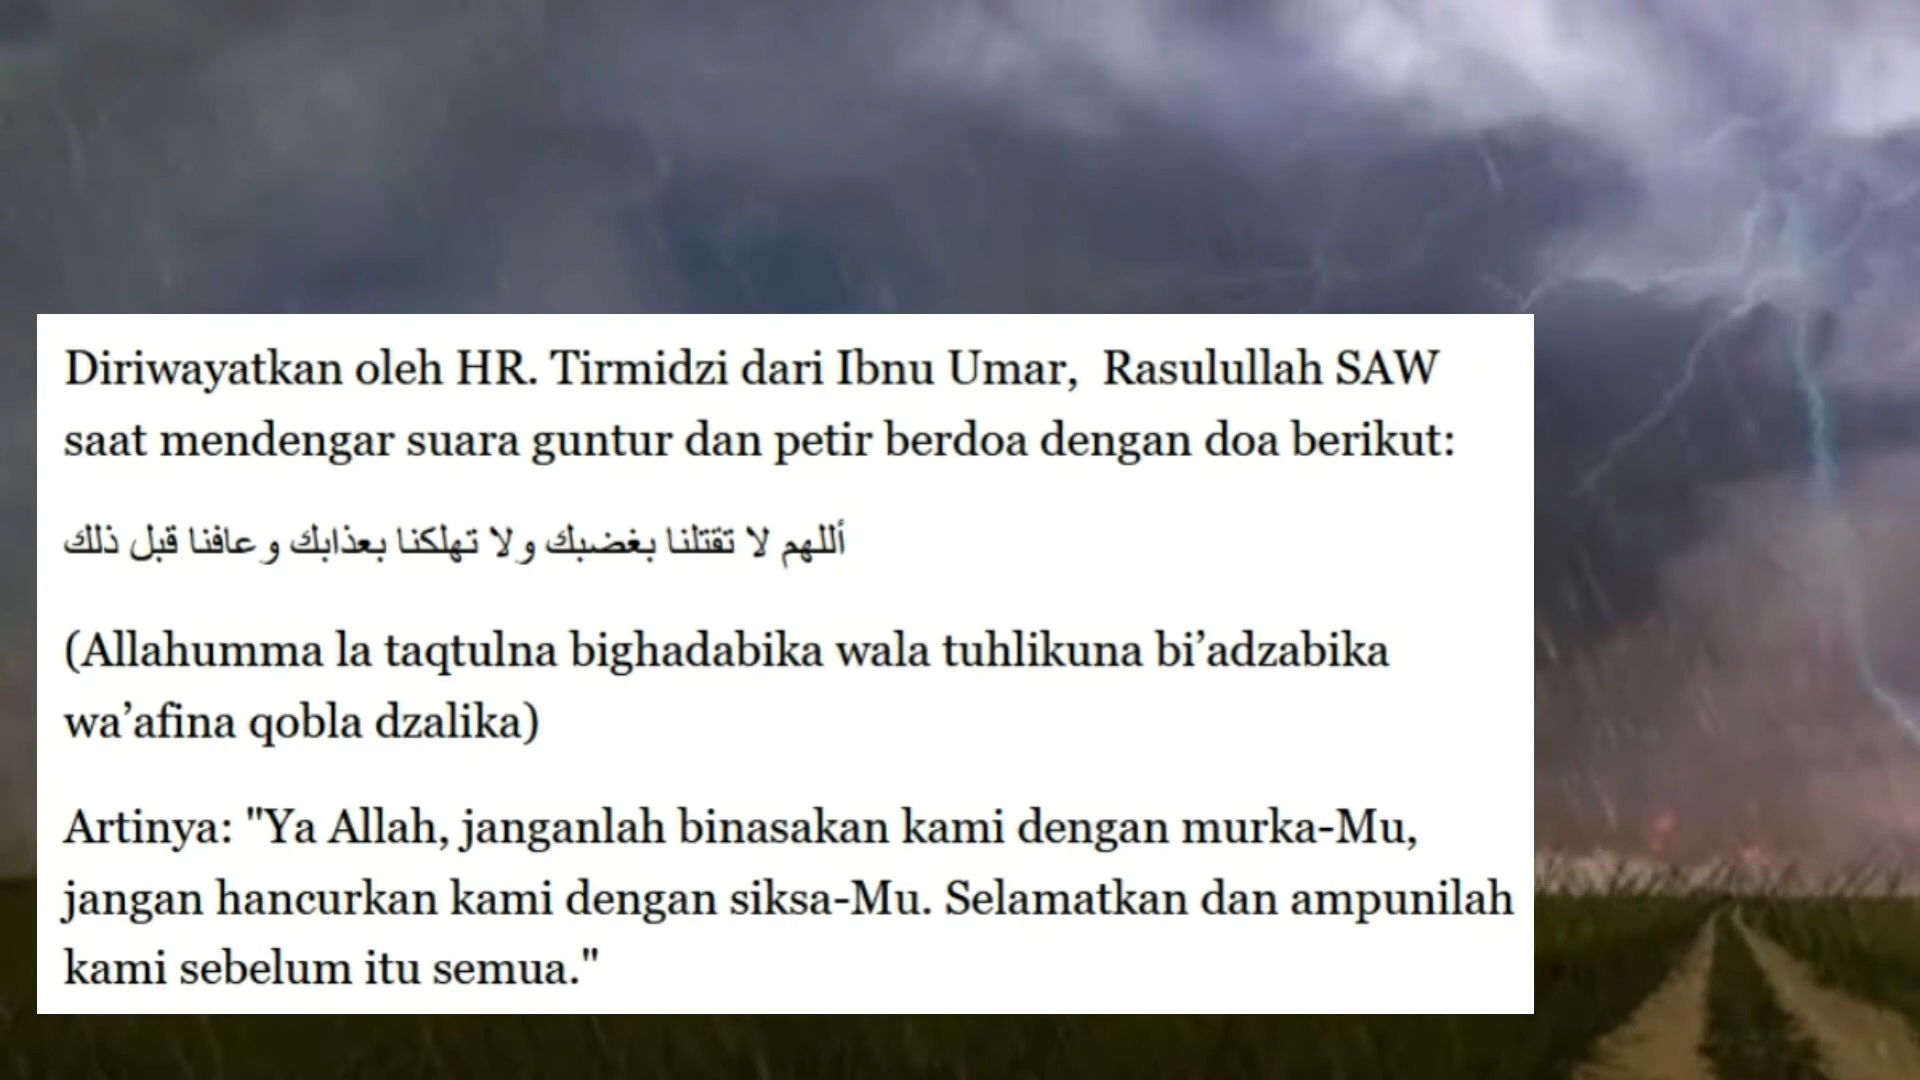 Diriwayatkan oleh HR. Tirmidzi dari Ibnu Umar,  Rasulullah SAW
saat mendengar suara guntur dan petir berdoa dengan doa berikut:
أللهم لا تقتلنا بغضبك ولا تهلكنا بعذابك وعافنا قبل ذلك
(Allahumma la taqtulna bighadabika wala tuhlikuna bi’adzabika
wa’afina qobla dzalika)
Artinya: "Ya Allah, janganlah binasakan kami dengan murka-Mu,
jangan hancurkan kami dengan siksa-Mu. Selamatkan dan ampunilah
kami sebelum itu semua."